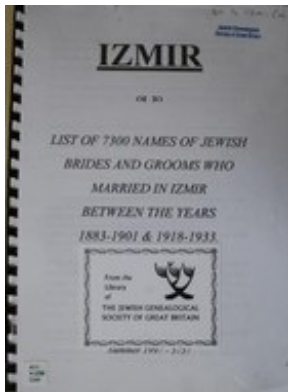 IZMIR
LIST OF 7300 NAMES OF JEWISH
BRIDES AND GROOMS WHO
MARRIED IN IZMIR
BETWEEN THE YEARS
1883-1901 & 1918-1933.
From the
Library
of
THE JEWISH GENEALOGICAL
SOCIETY OF GREAT BRITAIN